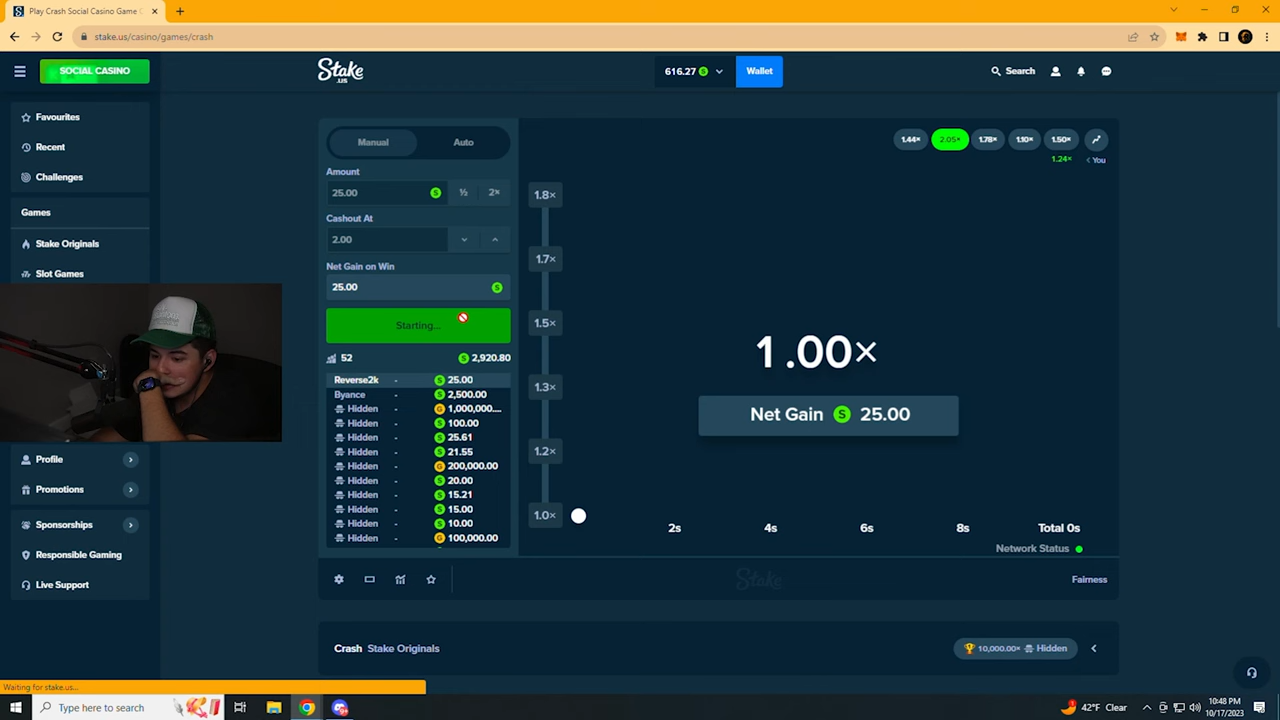 Play Crash Social Casino Game
stake.us/casino/games/crash
SOCIAL CASINO
Stake
.US
616.27
Wallet
Search
Favourites
Recent
Challenges
Games
Stake Originals
Slot Games
Profile
Promotions
Sponsorships
Responsible Gaming
Live Support
Manual
Auto
Amount
25.00
½
2×
Cashout At
2.00
Net Gain on Win
25.00
Starting...
52
2,920.80
Reverse2k - 25.00
Byance - 2,500.00
Hidden - 1,000,000....
Hidden - 100.00
Hidden - 25.61
Hidden - 21.55
Hidden - 200,000.00
Hidden - 20.00
Hidden - 15.21
Hidden - 15.00
Hidden - 10.00
Hidden - 100,000.00
1.44×
2.05×
1.78×
1.10×
1.50×
1.24×
You
1.8×
1.7×
1.5×
1.3×
1.2×
1.0×
1.00×
Net Gain S 25.00
2s
4s
6s
8s
Total 0s
Network Status
Stake
Fairness
Crash Stake Originals
10,000.00× Hidden
Waiting for stake.us...
Type here to search
42°F Clear
10:48 PM
10/17/2023